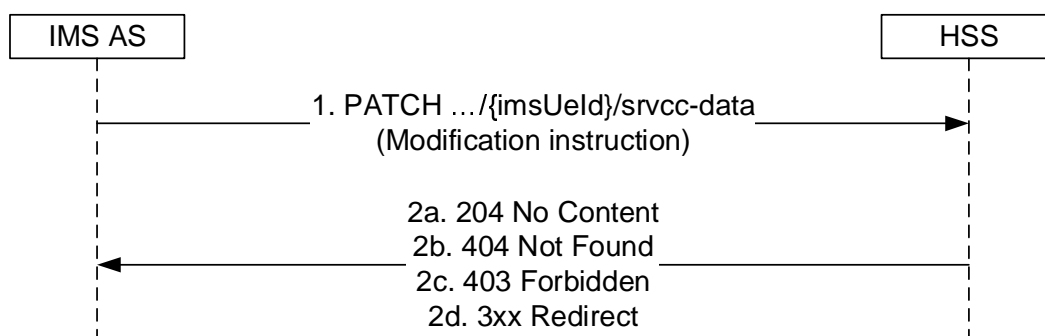 IMS AS
HSS
1. PATCH …/{imsUeId}/srvcc-data
(Modification instruction)
2a. 204 No Content
2b. 404 Not Found
2c. 403 Forbidden
2d. 3xx Redirect